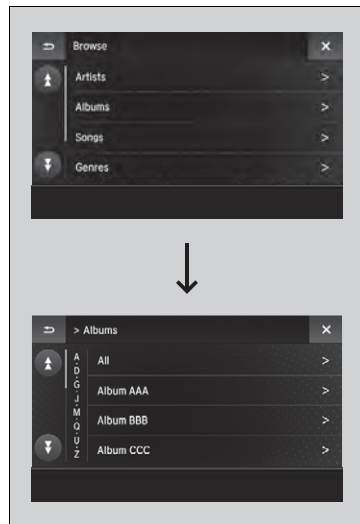 Browse
Artists >
Albums >
Songs >
Genres >
> Albums
A
D
G
J
M
Q
U
Z
All >
Album AAA >
Album BBB >
Album CCC >